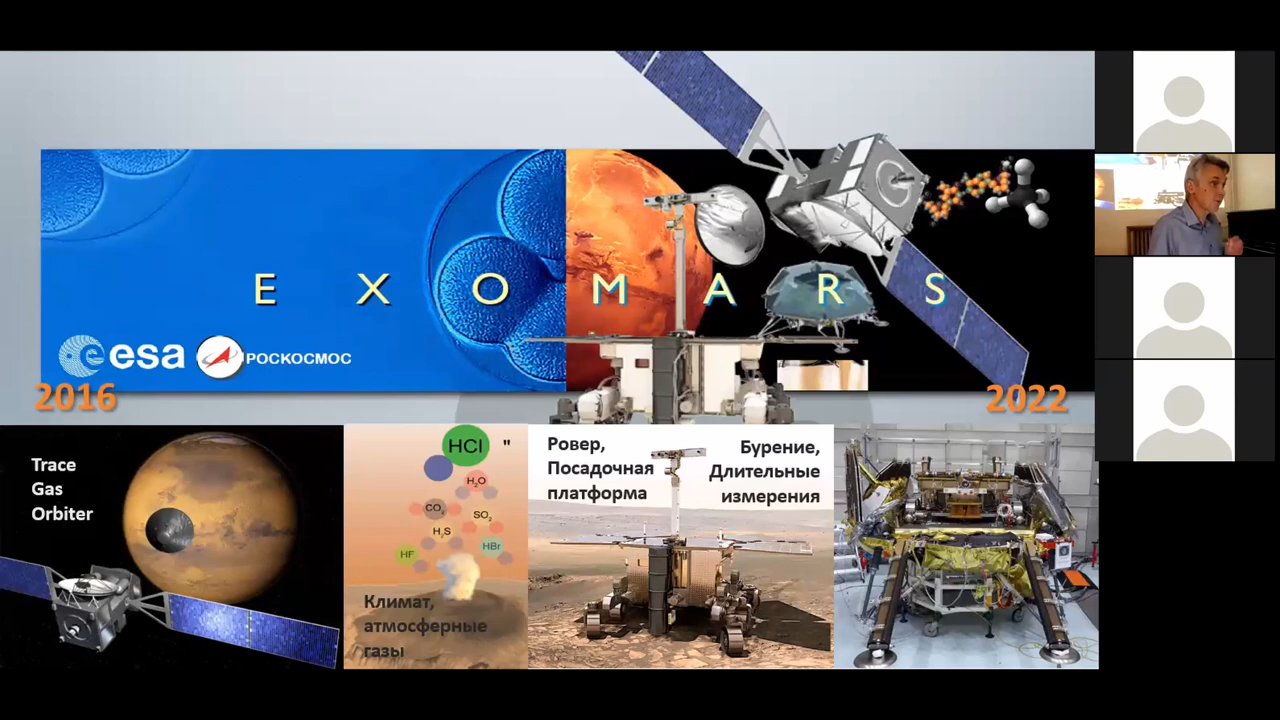 EXOMARS
esa РОСКОСМОС
2016
2022
Trace
Gas
Orbiter
HCl "
H₂O
CO₂
SO₂
H₂S
HF
HBr
Климат,
атмосферные
газы
Ровер,
Посадочная
платформа
Бурение,
Длительные
измерения